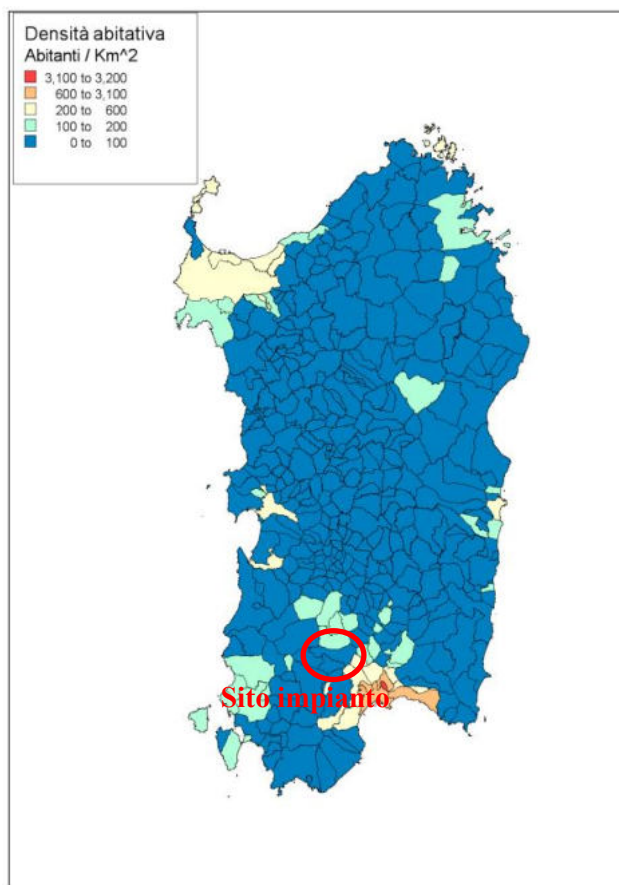 Densità abitativa
Abitanti / Km^2
3,100 to 3,200
600 to 3,100
200 to 600
100 to 200
0 to 100
Sito impianto